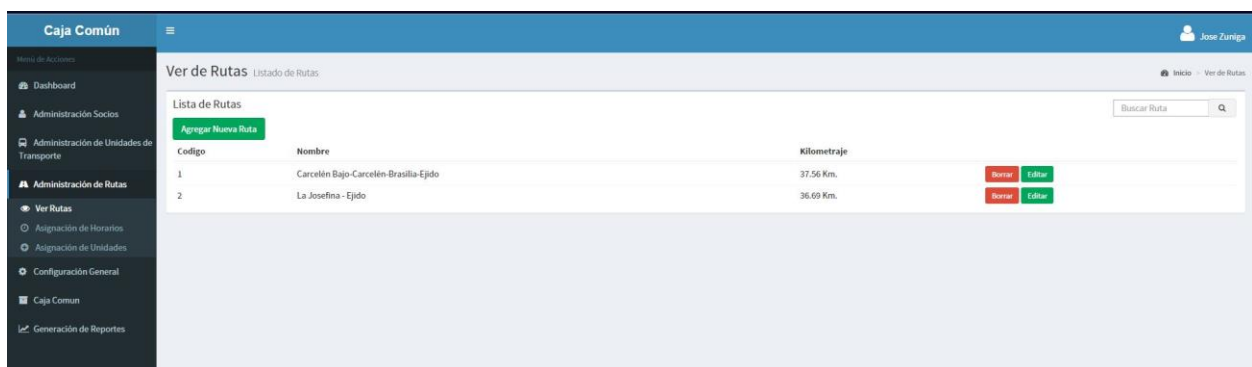 Caja Común
Jose Zuniga
Menú de Acciones
Dashboard
Administración Socios
Administración de Unidades de
Transporte
Administración de Rutas
Ver Rutas
Asignación de Horarios
Asignación de Unidades
Configuración General
Caja Comun
Generación de Reportes
Ver de Rutas Listado de Rutas
Inicio > Ver de Rutas
Lista de Rutas
Buscar Ruta
Agregar Nueva Ruta
Codigo Nombre Kilometraje
1 Carcelén Bajo-Carcelén-Brasilia-Ejido 37.56 Km. Borrar Editar
2 La Josefina - Ejido 36.69 Km. Borrar Editar